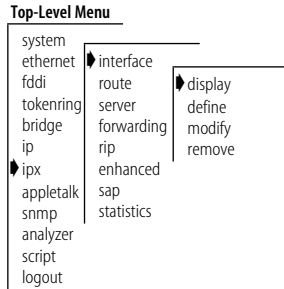 Top-Level Menu
system
ethernet
fddi
tokenring
bridge
ip
ipx
appletalk
snmp
analyzer
script
logout
interface
route
server
forwarding
rip
enhanced
sap
statistics
display
define
modify
remove